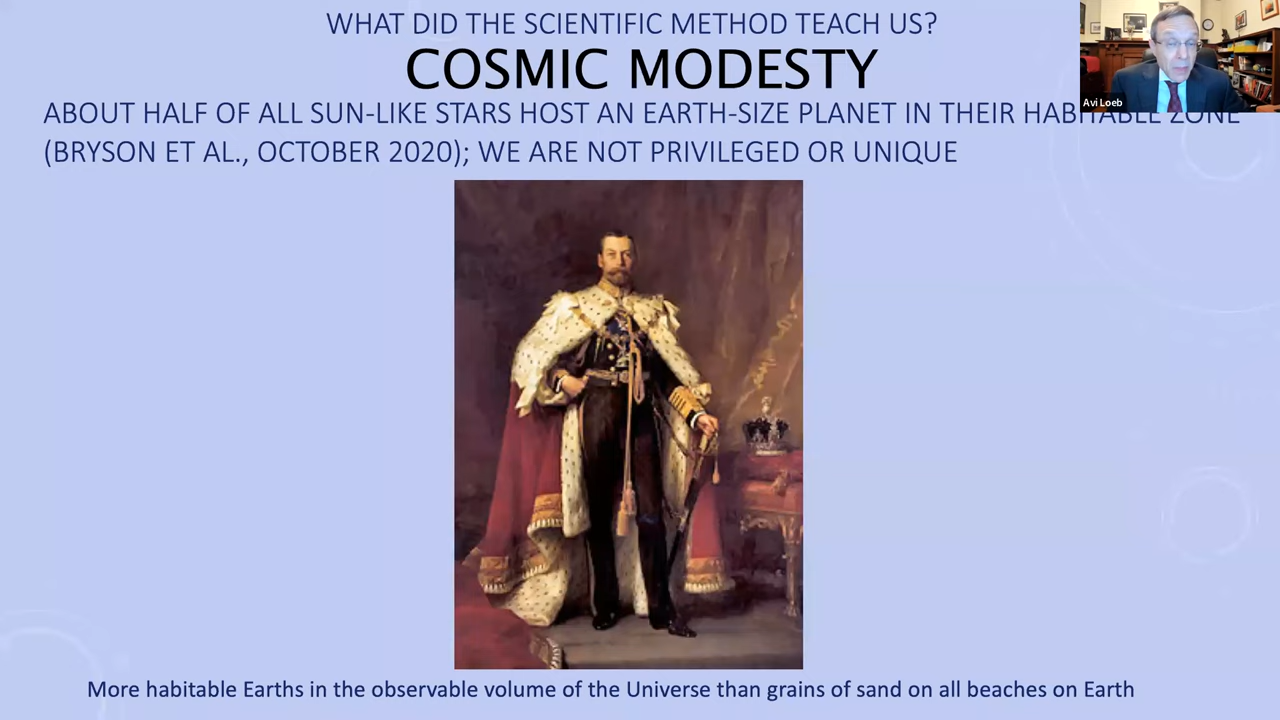 WHAT DID THE SCIENTIFIC METHOD TEACH US?
COSMIC MODESTY
ABOUT HALF OF ALL SUN-LIKE STARS HOST AN EARTH-SIZE PLANET IN THEIR HABITABLE ZONE
(BRYSON ET AL., OCTOBER 2020); WE ARE NOT PRIVILEGED OR UNIQUE
Avi Loeb
More habitable Earths in the observable volume of the Universe than grains of sand on all beaches on Earth